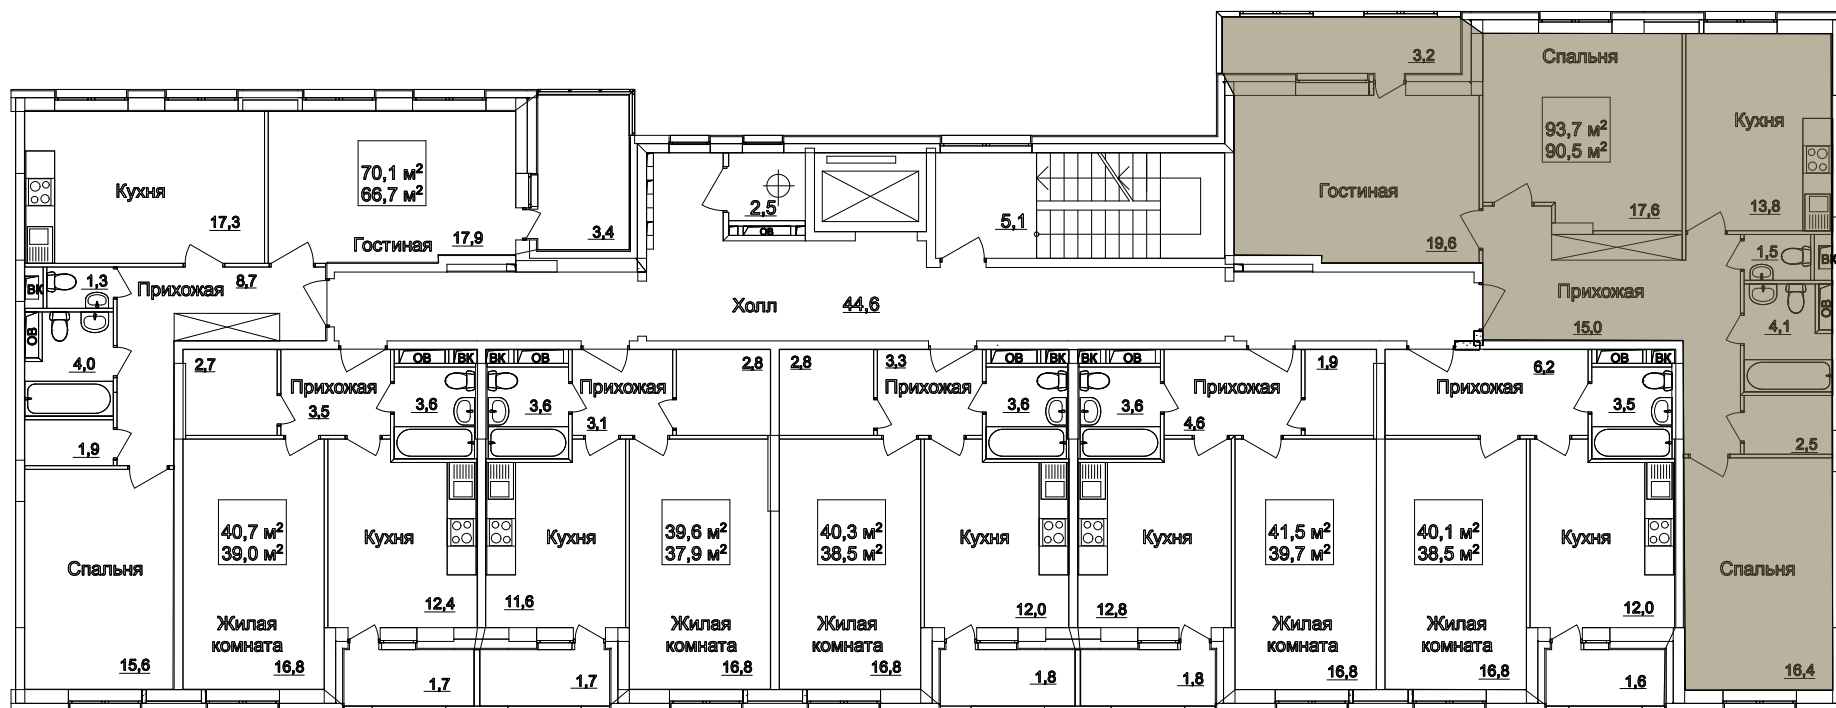 3,2
Спальня
93,7 м²
90,5 м²
Кухня
70,1 м²
66,7 м²
Кухня
Гостиная
17,3
Гостиная
17,9
3,4
2,5
ОВ
5,1
19,6
17,6
13,8
ВК
1,3
Прихожая
8,7
Холл
44,6
Прихожая
15,0
1,5
ВК
ОВ
4,0
4,1
ОВ
2,7
Прихожая
3,5
ОВ
ВК
3,6
ВК
ОВ
3,6
Прихожая
3,1
2,8
2,8
3,3
Прихожая
ОВ
ВК
3,6
ВК
ОВ
3,6
Прихожая
4,6
1,9
Прихожая
6,2
ОВ
ВК
3,5
1,9
2,5
40,7 м²
39,0 м²
Кухня
Кухня
39,6 м²
37,9 м²
40,3 м²
38,5 м²
Кухня
Кухня
41,5 м²
39,7 м²
40,1 м²
38,5 м²
Кухня
Спальня
Спальня
12,4
11,6
12,0
12,8
12,0
Жилая
комната
16,8
Жилая
комната
16,8
Жилая
комната
16,8
Жилая
комната
16,8
Жилая
комната
16,8
15,6
16,4
1,7
1,7
1,8
1,8
1,6